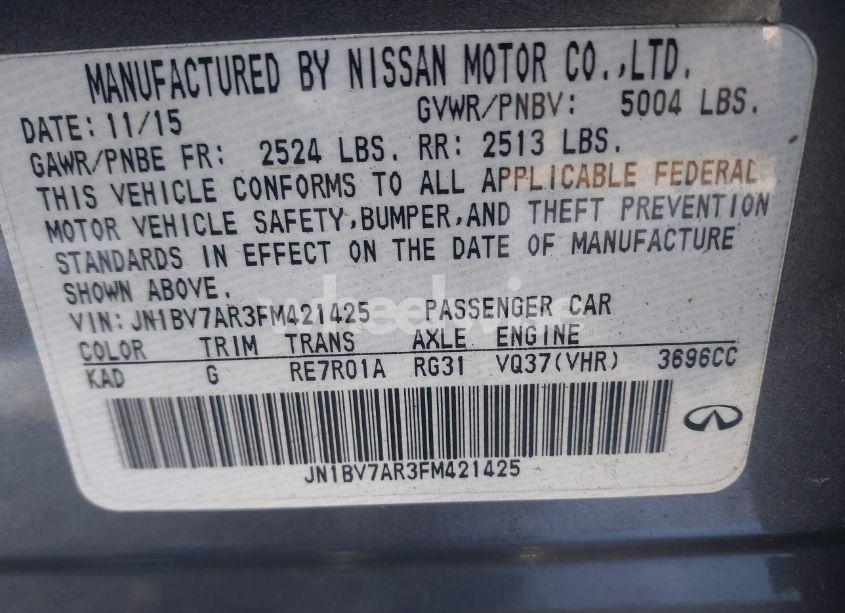 MANUFACTURED BY NISSAN MOTOR CO.,LTD.
DATE: 11/15 GVWR/PNBV: 5004 LBS.
GAWR/PNBE FR: 2524 LBS. RR: 2513 LBS.
THIS VEHICLE CONFORMS TO ALL APPLICABLE FEDERAL
MOTOR VEHICLE SAFETY,BUMPER,AND THEFT PREVENTION
STANDARDS IN EFFECT ON THE DATE OF MANUFACTURE
SHOWN ABOVE.
VIN:JN1BV7AR3FM421425 PASSENGER CAR
COLOR TRIM TRANS AXLE ENGINE
KAD G RE7R01A RG31 VQ37(VHR) 3696CC
JN1BV7AR3FM421425